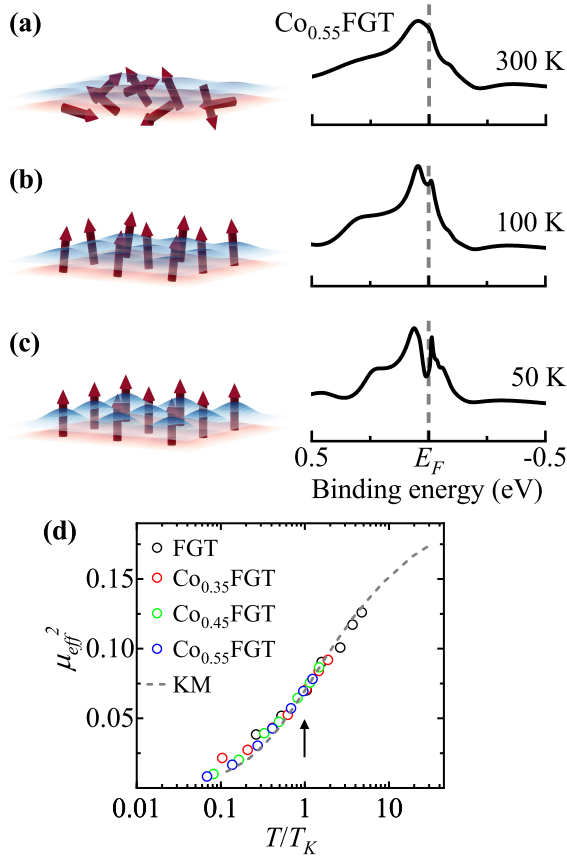 (a)
Co0.55FGT
300 K
(b)
100 K
(c)
50 K
0.5
EF
-0.5
Binding energy (eV)
(d)
FGT
Co0.35FGT
Co0.45FGT
Co0.55FGT
KM
0.15
0.10
0.05
μeff2
0.01
0.1
1
10
T/TK